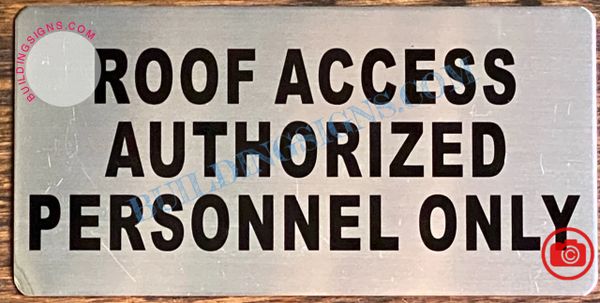 BUILDINGSIGNS.COM
ROOF ACCESS
AUTHORIZED
PERSONNEL ONLY
BUILDINGSIGNS.COM
©